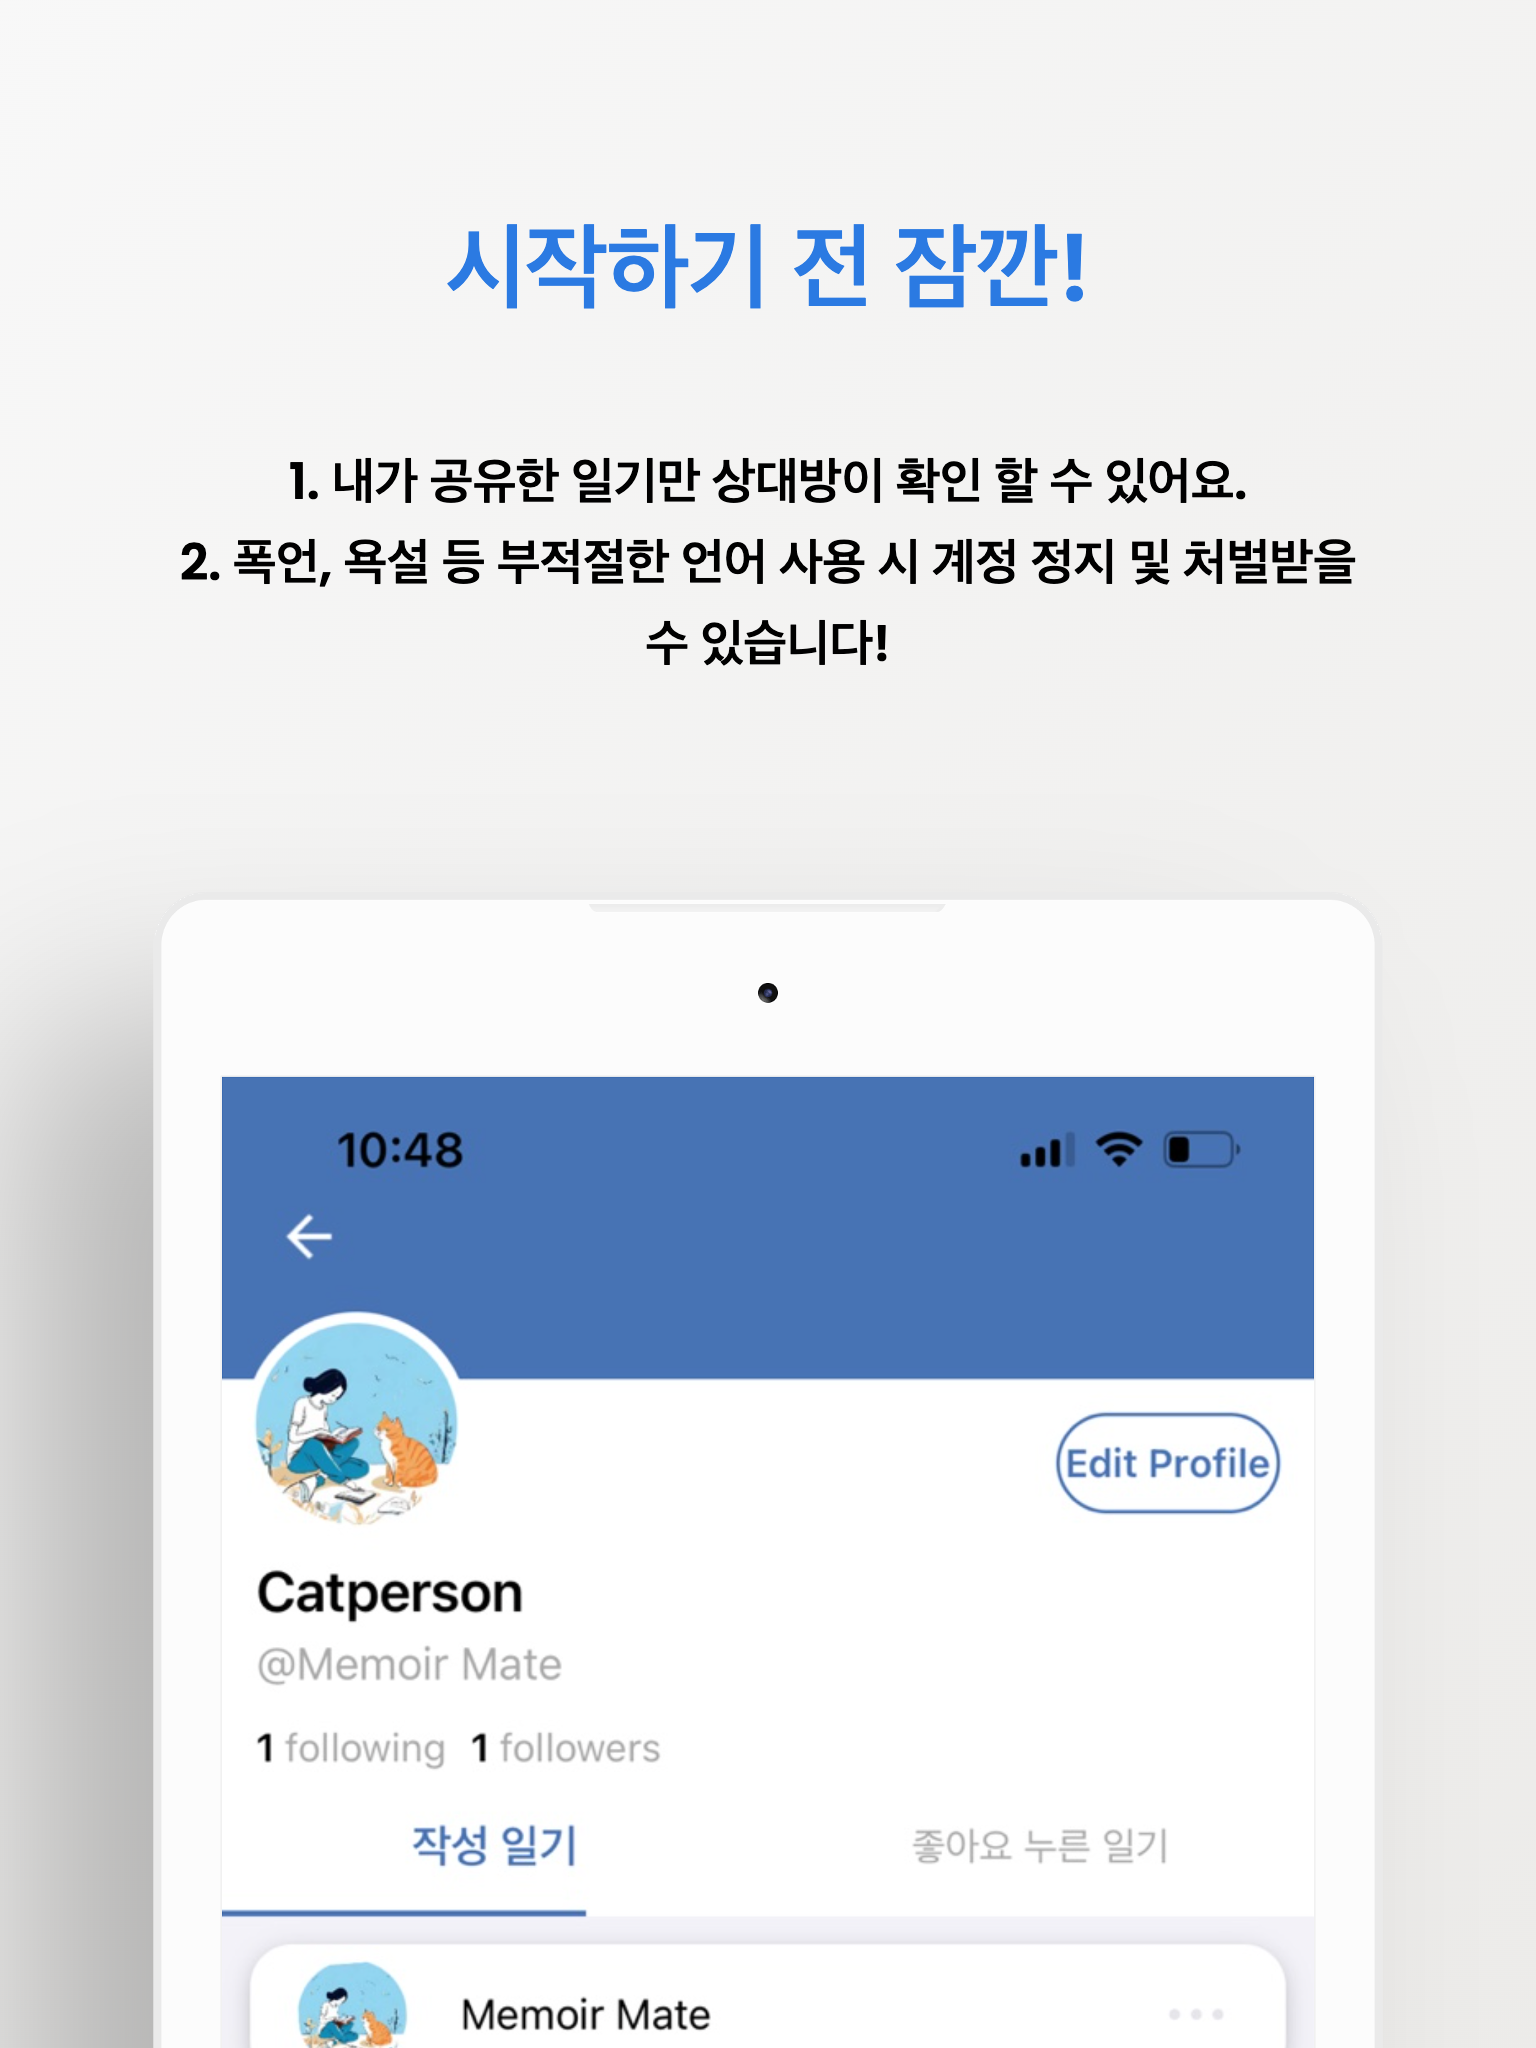 시작하기 전 잠깐!
1. 내가 공유한 일기만 상대방이 확인 할 수 있어요.
2. 폭언, 욕설 등 부적절한 언어 사용 시 계정 정지 및 처벌받을
수 있습니다!
10:48
Edit Profile
Catperson
@Memoir Mate
1 following 1 followers
작성 일기 좋아요 누른 일기
Memoir Mate